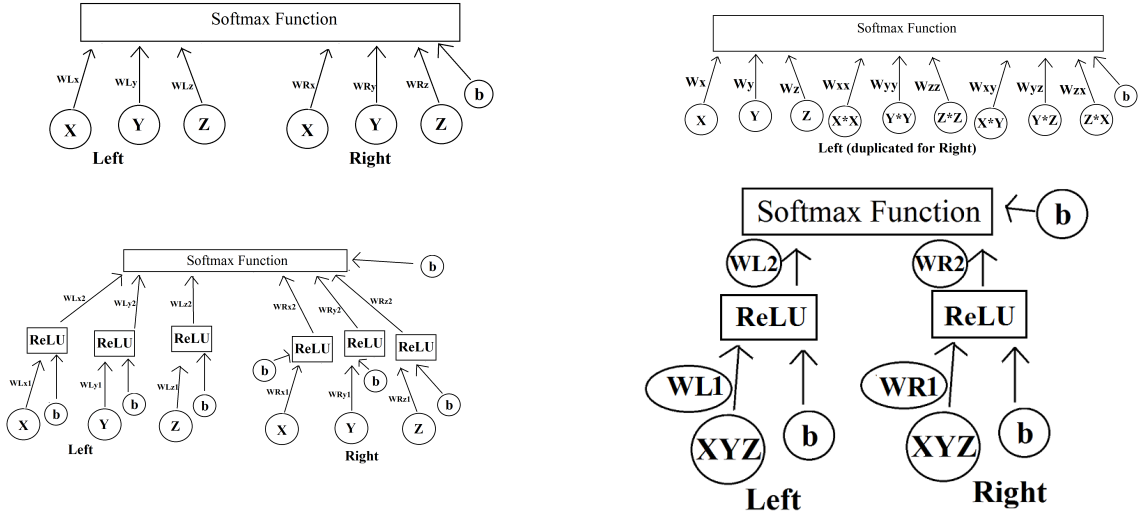 Softmax Function
WLx
WLy
WLz
WRx
WRy
WRz
b
X
Y
Z
X
Y
Z
Left
Right
Softmax Function
Wx
Wy
Wz
Wxx
Wyy
Wzz
Wxy
Wyz
Wzx
b
X
Y
Z
X*X
Y*Y
Z*Z
X*Y
Y*Z
Z*X
Left (duplicated for Right)
Softmax Function
b
WLx2
WLy2
WLz2
WRx2
WRy2
WRz2
ReLU
ReLU
ReLU
ReLU
ReLU
ReLU
WLx1
WLy1
WLz1
b
WRx1
WRy1
b
WRz1
X
b
Y
b
Z
b
X
Y
Z
b
Left
Right
Softmax Function
b
WL2
WR2
ReLU
ReLU
WL1
WR1
XYZ
b
XYZ
b
Left
Right